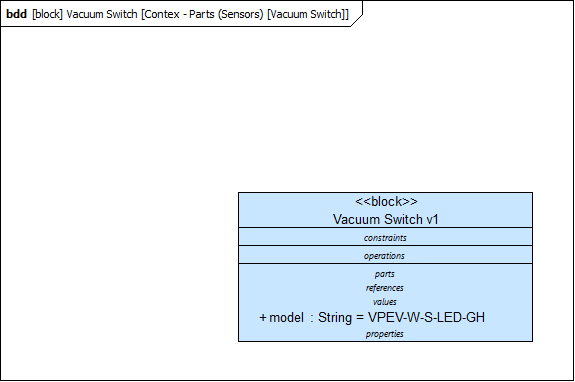 bdd [block] Vacuum Switch [Contex - Parts (Sensors) [Vacuum Switch]]
<<block>>
Vacuum Switch v1
constraints
operations
parts
references
values
+ model : String = VPEV-W-S-LED-GH
properties